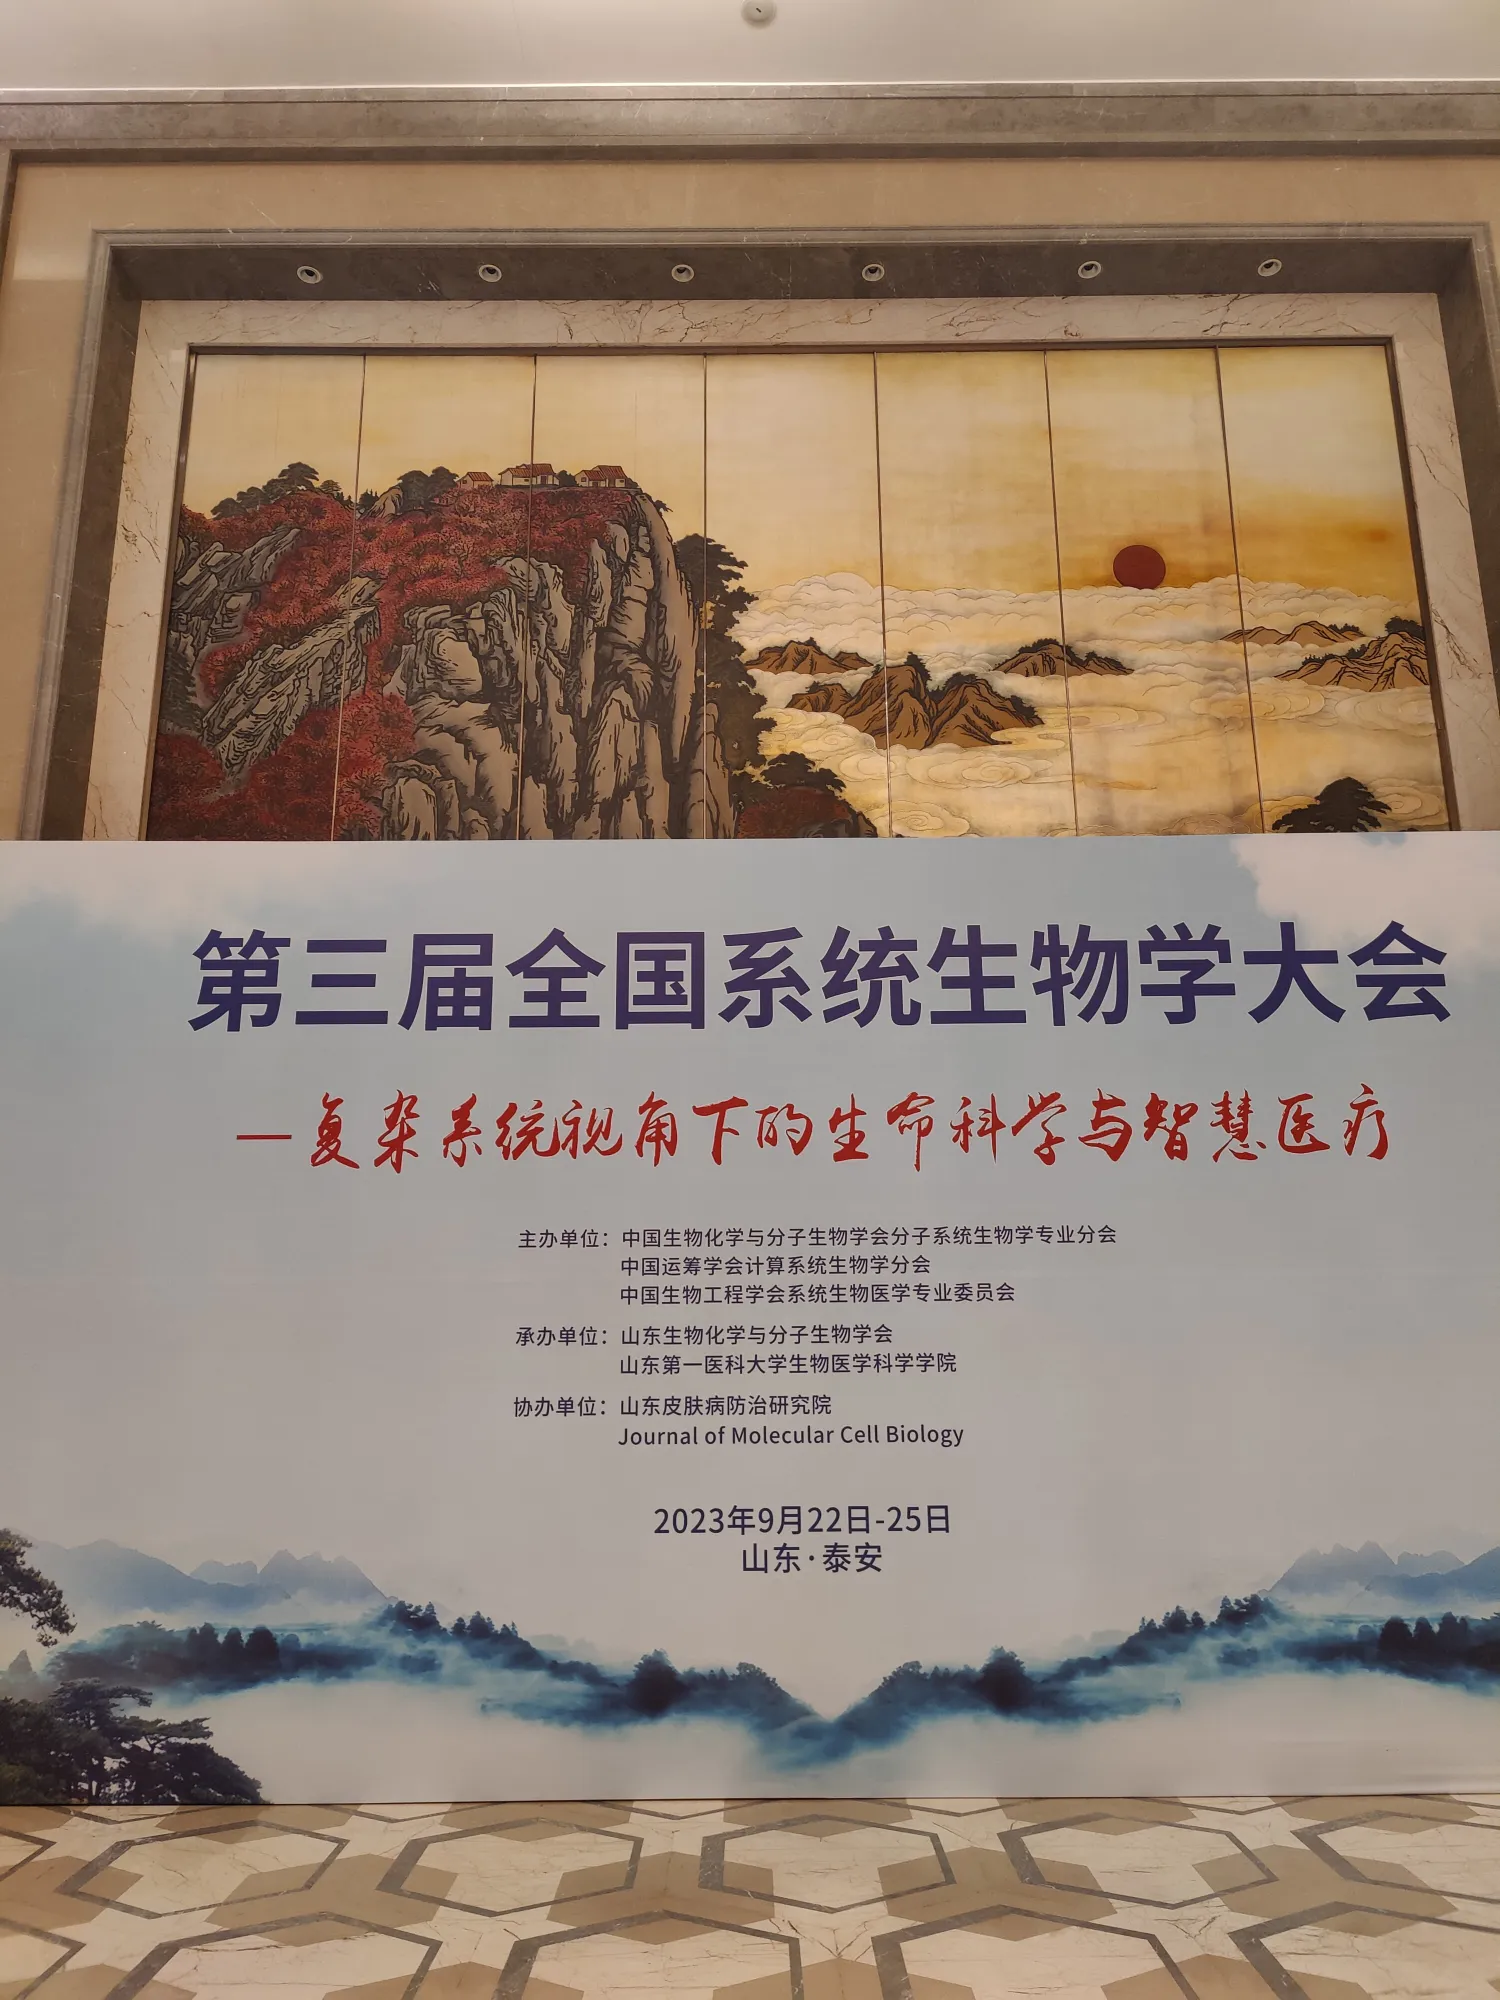 第三届全国系统生物学大会
—复杂系统视角下的生命科学与智慧医疗
主办单位：中国生物化学与分子生物学会分子系统生物学专业分会
中国运筹学会计算系统生物学分会
中国生物工程学会系统生物医学专业委员会
承办单位：山东生物化学与分子生物学会
山东第一医科大学生物医学科学学院
协办单位：山东皮肤病防治研究院
Journal of Molecular Cell Biology
2023年9月22日-25日
山东·泰安